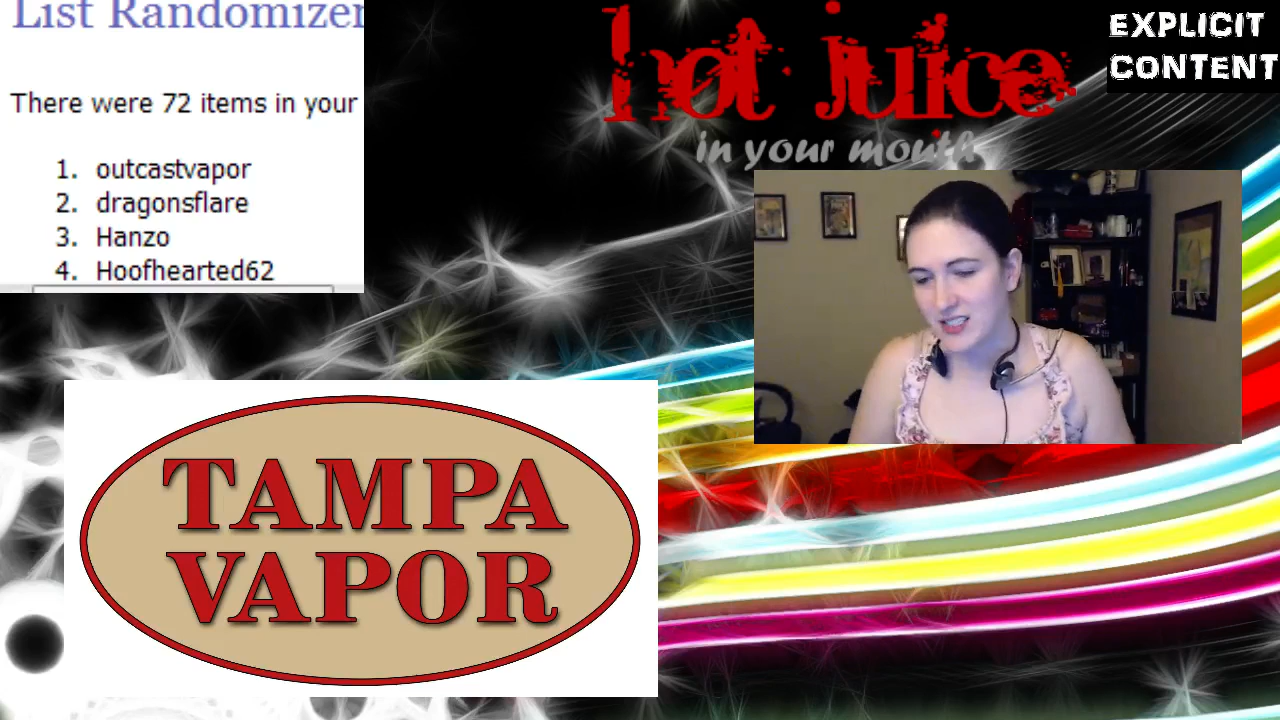 List Randomizer
There were 72 items in your
1. outcastvapor
2. dragonsflare
3. Hanzo
4. Hoofhearted62
hot juice
in your mouth
EXPLICIT
CONTENT
TAMPA
VAPOR